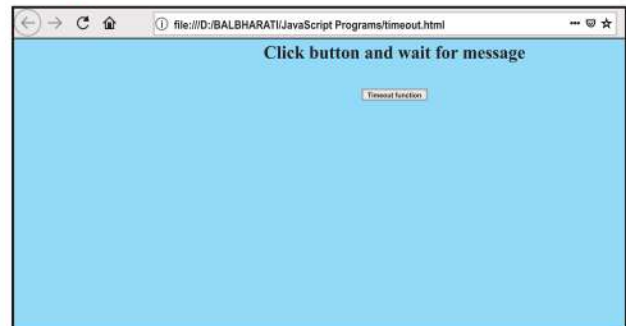 file:///D:/BALBHARATI/JavaScript Programs/timeout.html
Click button and wait for message
Timeout function